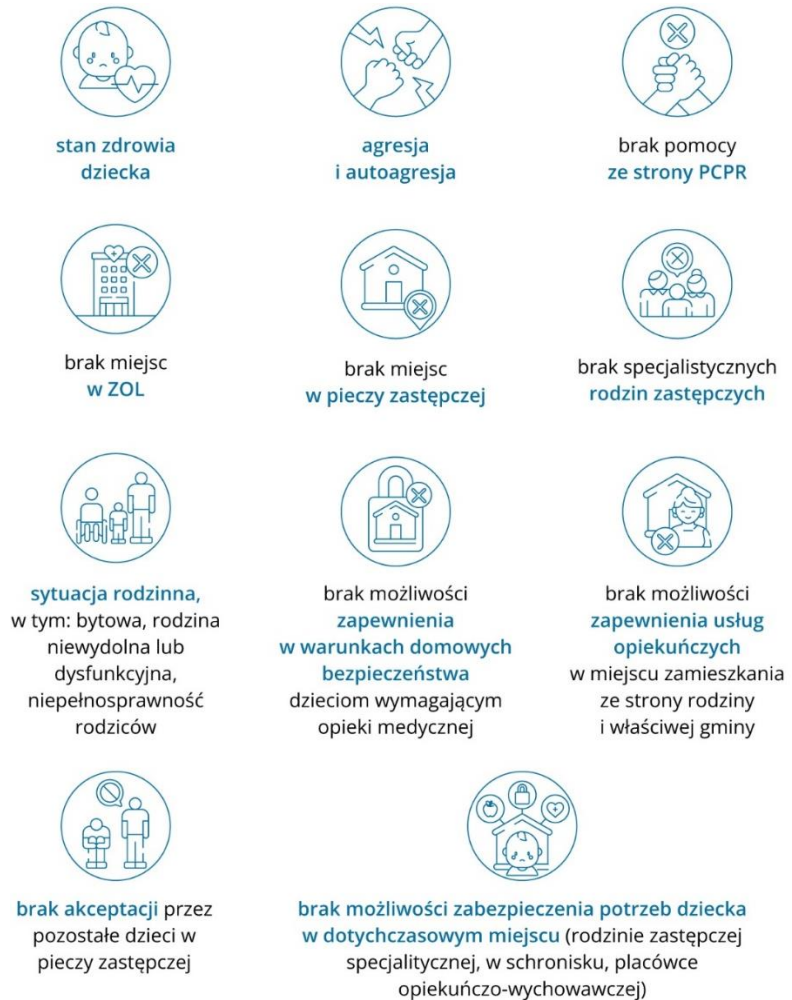 stan zdrowia
dziecka
agresja
i autoagresja
brak pomocy
ze strony PCPR
brak miejsc
w ZOL
brak miejsc
w pieczy zastępczej
brak specjalistycznych
rodzin zastępczych
sytuacja rodzinna,
w tym: bytowa, rodzina
niewydolna lub
dysfunkcyjna,
niepełnosprawność
rodziców
brak możliwości
zapewnienia
w warunkach domowych
bezpieczeństwa
dzieciom wymagającym
opieki medycznej
brak możliwości
zapewnienia usług
opiekuńczych
w miejscu zamieszkania
ze strony rodziny
i właściwej gminy
brak akceptacji przez
pozostałe dzieci w
pieczy zastępczej
brak możliwości zabezpieczenia potrzeb dziecka
w dotychczasowym miejscu (rodzinie zastępczej
specjalitycznej, w schronisku, placówce
opiekuńczo-wychowawczej)